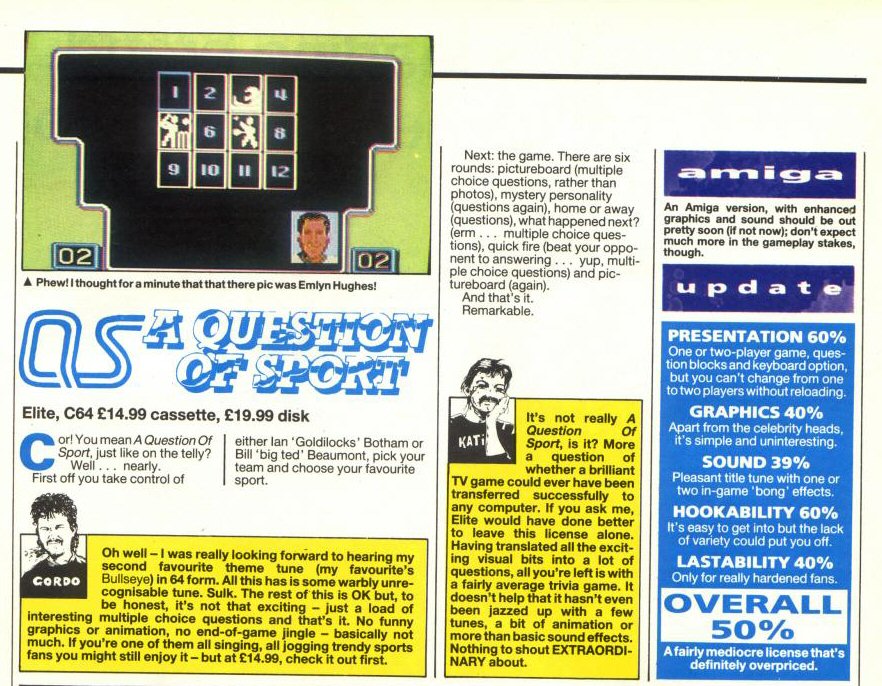 1 2 4
6 8
9 10 11 12
02 02
▲ Phew! I thought for a minute that that there pic was Emlyn Hughes!
QS A QUESTION
OF SPORT
Elite, C64 £14.99 cassette, £19.99 disk
Cor! You mean A Question Of
Sport, just like on the telly?
Well . . . nearly.
First off you take control of
either Ian 'Goldilocks' Botham or
Bill 'big ted' Beaumont, pick your
team and choose your favourite
sport.
GORDO
Oh well – I was really looking forward to hearing my
second favourite theme tune (my favourite's
Bullseye) in 64 form. All this has is some warbly unre-
cognisable tune. Sulk. The rest of this is OK but, to
be honest, it's not that exciting – just a load of
interesting multiple choice questions and that's it. No funny
graphics or animation, no end-of-game jingle – basically not
much. If you're one of them all singing, all jogging trendy sports
fans you might still enjoy it – but at £14.99, check it out first.
Next: the game. There are six
rounds: pictureboard (multiple
choice questions, rather than
photos), mystery personality
(questions again), home or away
(questions), what happened next?
(erm . . . multiple choice ques-
tions), quick fire (beat your oppo-
nent to answering . . . yup, multi-
ple choice questions) and pic-
tureboard (again).
And that's it.
Remarkable.
KATI
It's not really A
Question Of
Sport, is it? More
a question of
whether a brilliant
TV game could ever have been
transferred successfully to
any computer. If you ask me,
Elite would have done better
to leave this license alone.
Having translated all the excit-
ing visual bits into a lot of
questions, all you're left is with
a fairly average trivia game. It
doesn't help that it hasn't even
been jazzed up with a few
tunes, a bit of animation or
more than basic sound effects.
Nothing to shout EXTRAORDI-
NARY about.
amiga
An Amiga version, with enhanced
graphics and sound should be out
pretty soon (if not now); don't expect
much more in the gameplay stakes,
though.
update
PRESENTATION 60%
One or two-player game, ques-
tion blocks and keyboard option,
but you can't change from one
to two players without reloading.
GRAPHICS 40%
Apart from the celebrity heads,
it's simple and uninteresting.
SOUND 39%
Pleasant title tune with one or
two in-game 'bong' effects.
HOOKABILITY 60%
It's easy to get into but the lack
of variety could put you off.
LASTABILITY 40%
Only for really hardened fans.
OVERALL
50%
A fairly mediocre license that's
definitely overpriced.